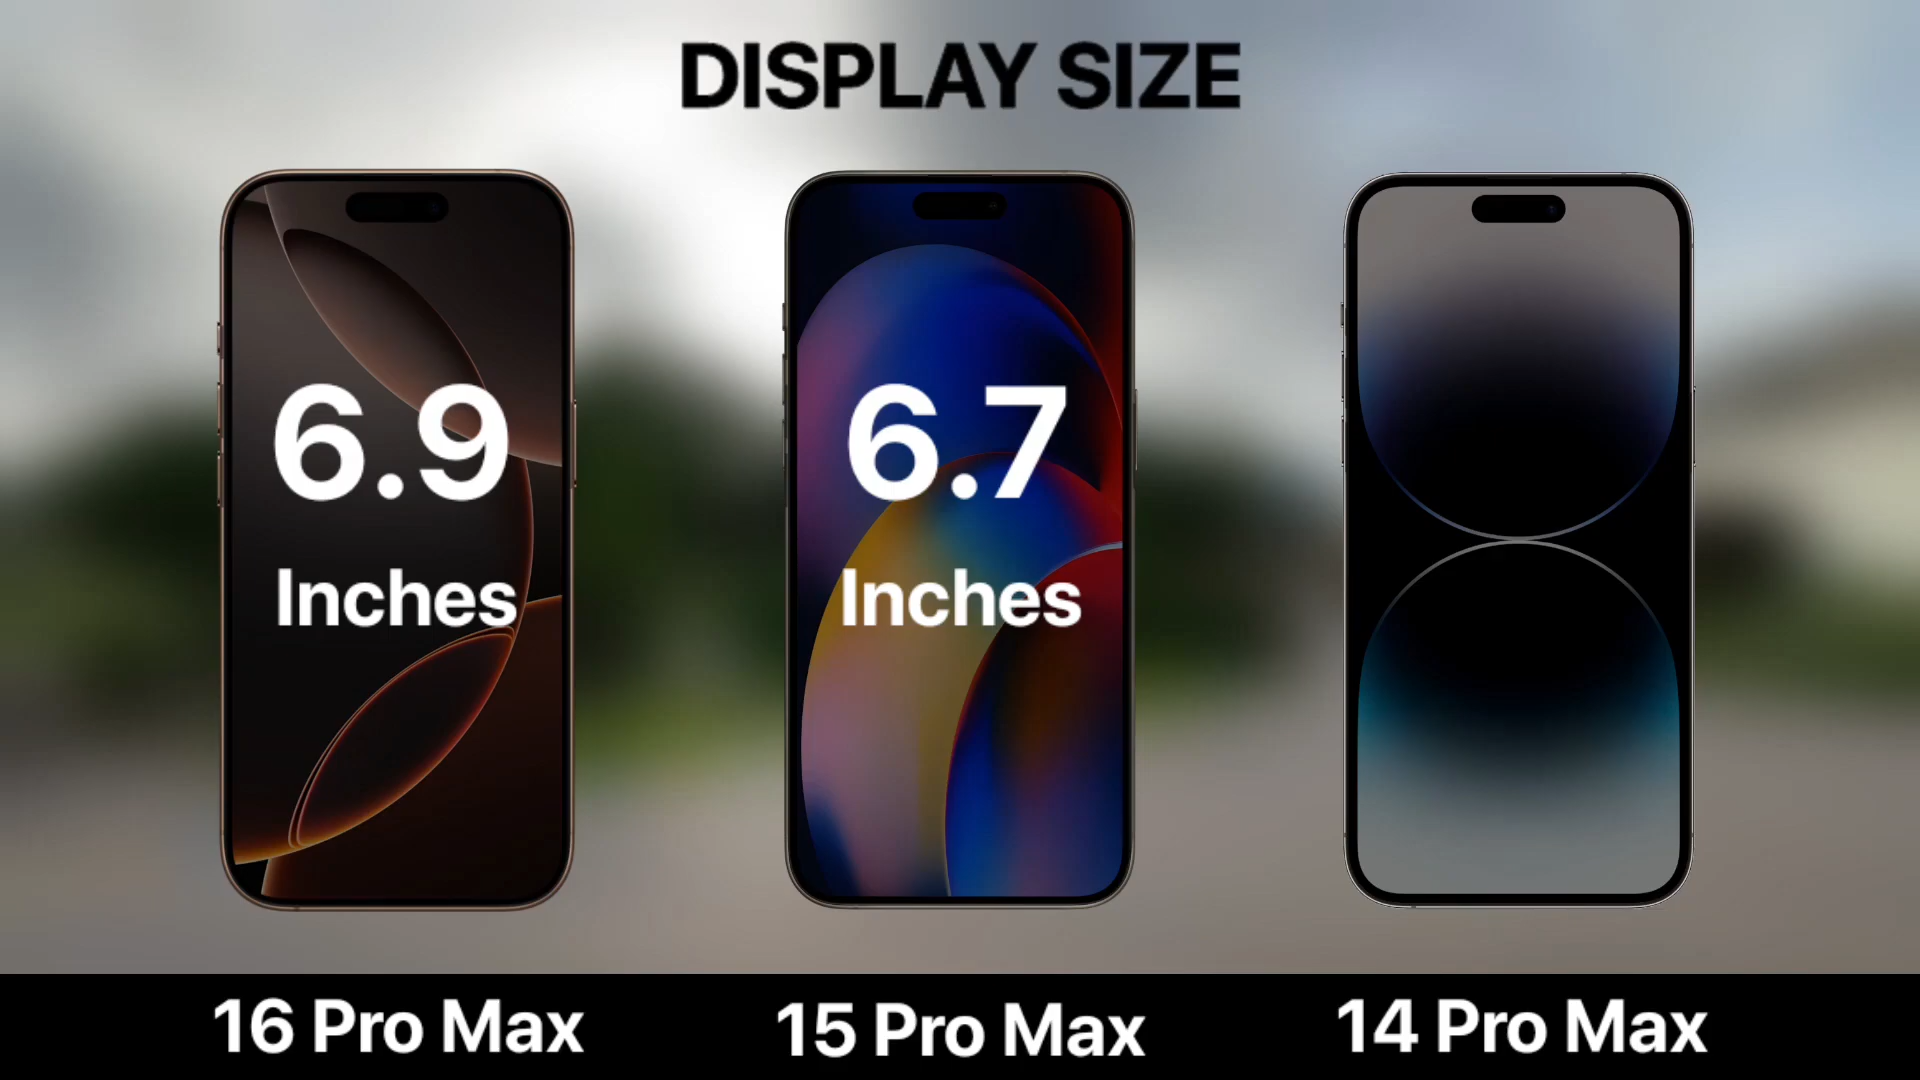 DISPLAY SIZE
6.9
Inches
6.7
Inches
16 Pro Max
15 Pro Max
14 Pro Max